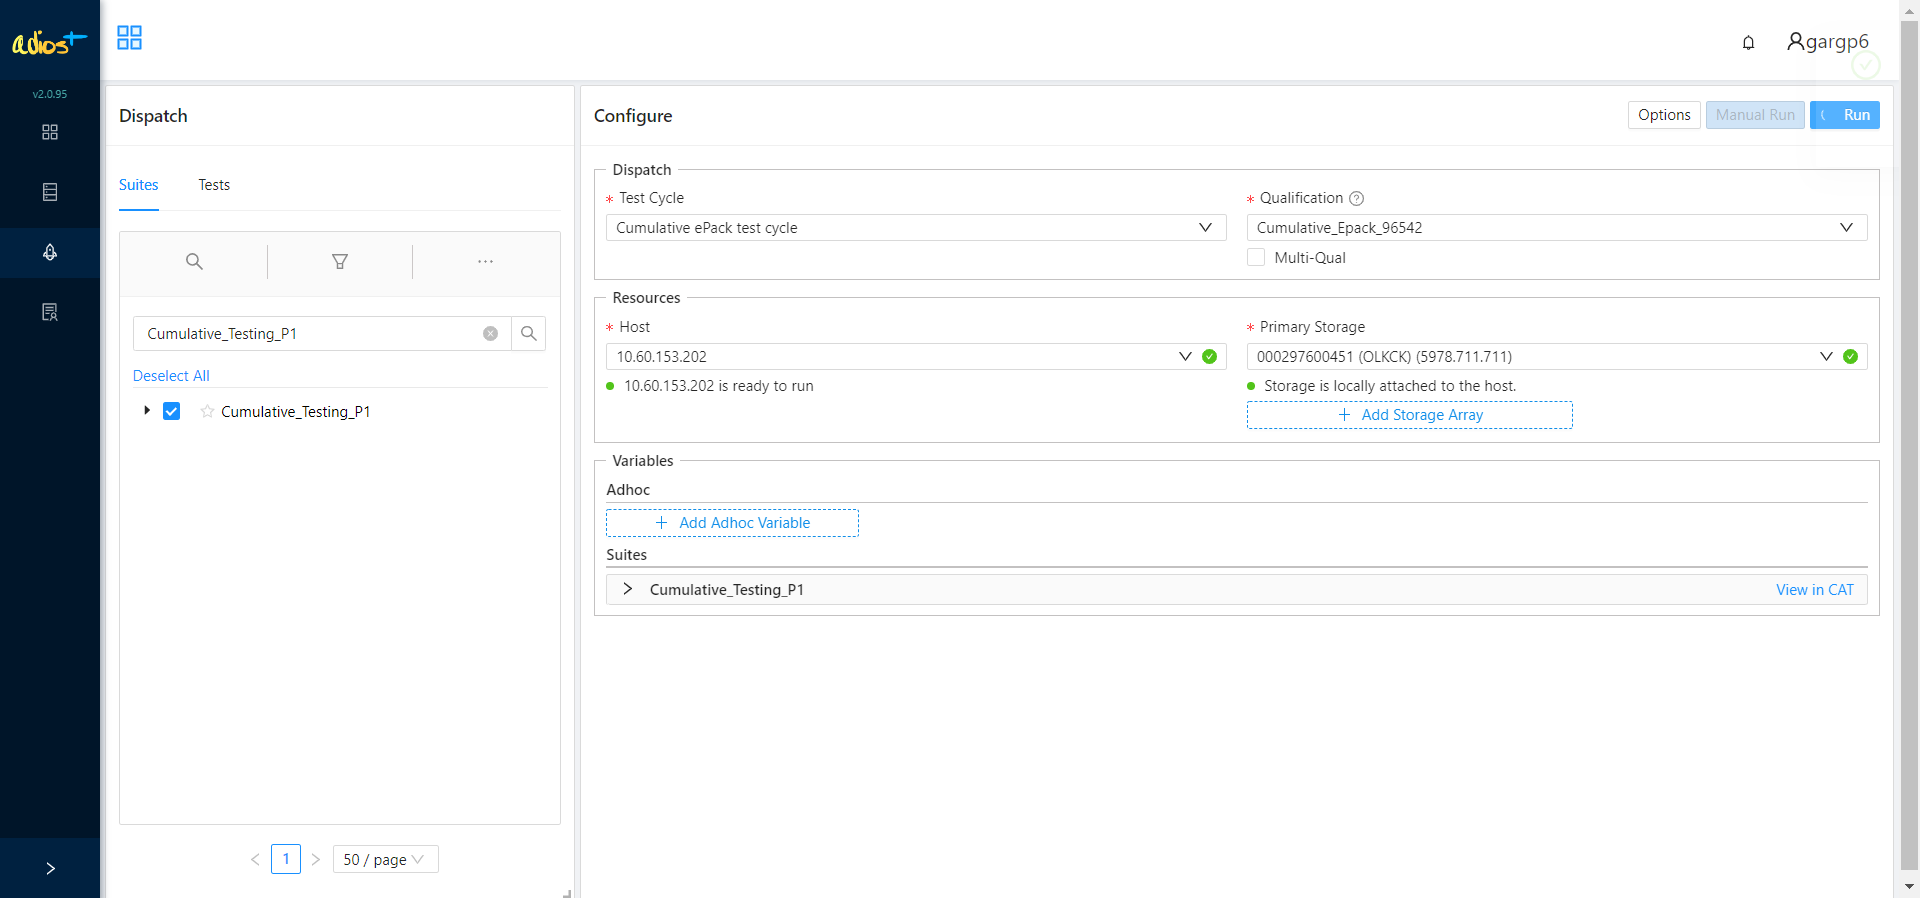 adios+
v2.0.95
gargp6
Dispatch
Suites
Tests
Cumulative_Testing_P1
Deselect All
Cumulative_Testing_P1
1
50 / page
Configure
Options
Manual Run
Run
Dispatch
* Test Cycle
Cumulative ePack test cycle
* Qualification
Cumulative_Epack_96542
Multi-Qual
Resources
* Host
10.60.153.202
10.60.153.202 is ready to run
* Primary Storage
000297600451 (OLKCK) (5978.711.711)
Storage is locally attached to the host.
+ Add Storage Array
Variables
Adhoc
+ Add Adhoc Variable
Suites
Cumulative_Testing_P1
View in CAT